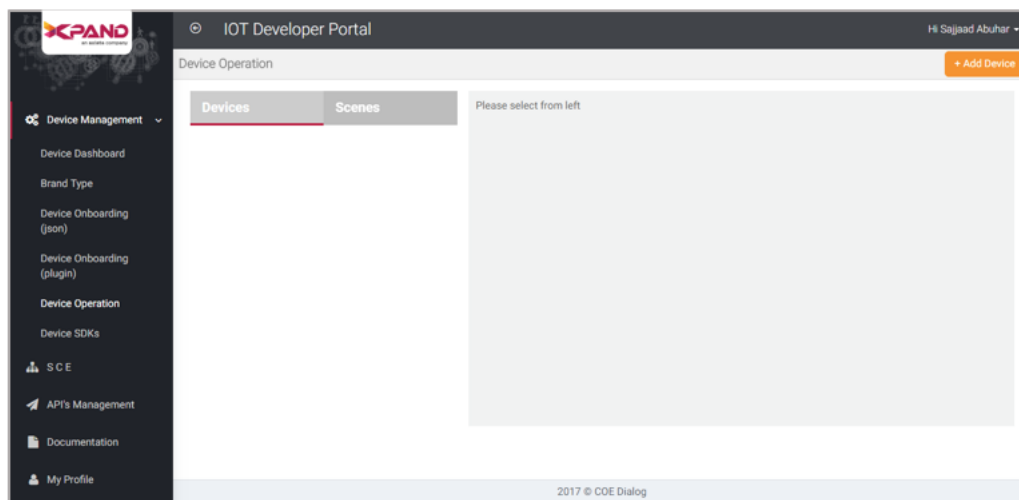 XPAND
an axiata company
IOT Developer Portal
Hi Sajjaad Abuhar
Device Operation
+ Add Device
Devices
Scenes
Please select from left
Device Management
Device Dashboard
Brand Type
Device Onboarding
(json)
Device Onboarding
(plugin)
Device Operation
Device SDKs
S C E
API's Management
Documentation
My Profile
2017 © COE Dialog